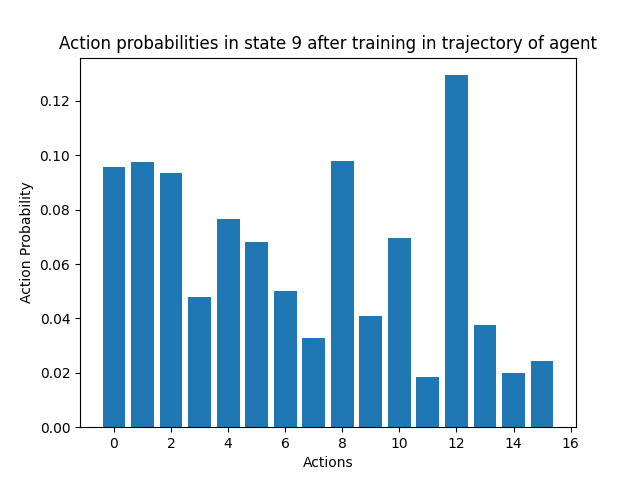 Action probabilities in state 9 after training in trajectory of agent
0.12
0.10
0.08
0.06
0.04
0.02
0.00
Action Probability
0 2 4 6 8 10 12 14 16
Actions